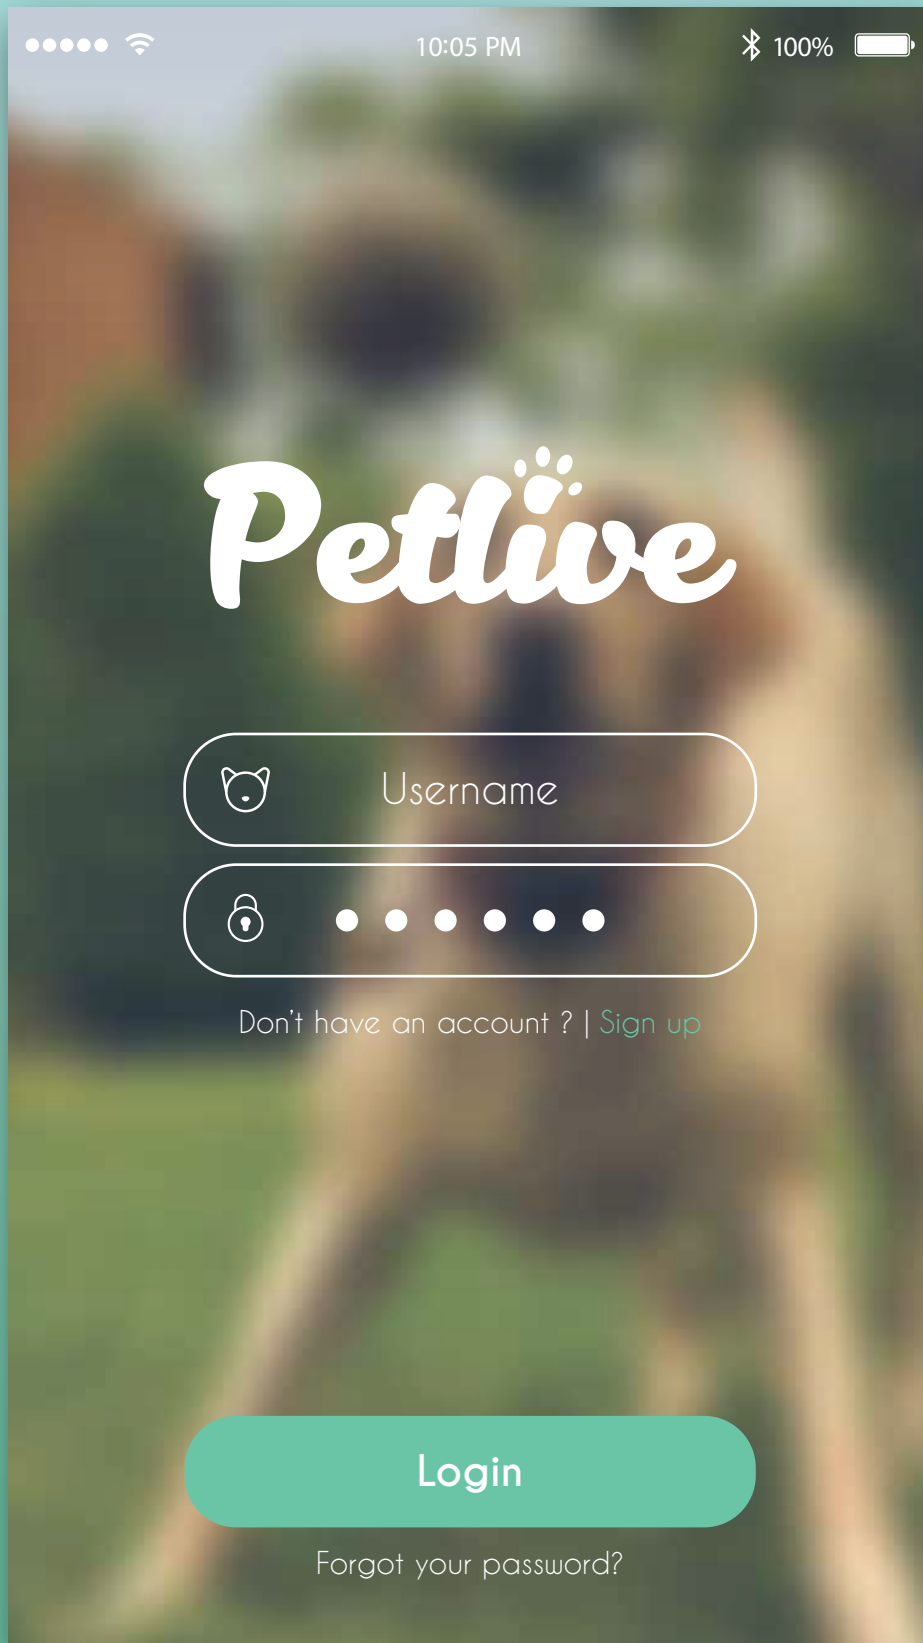 10:05 PM 100%
Petlive
Username
Don't have an account ? | Sign up
Login
Forgot your password?